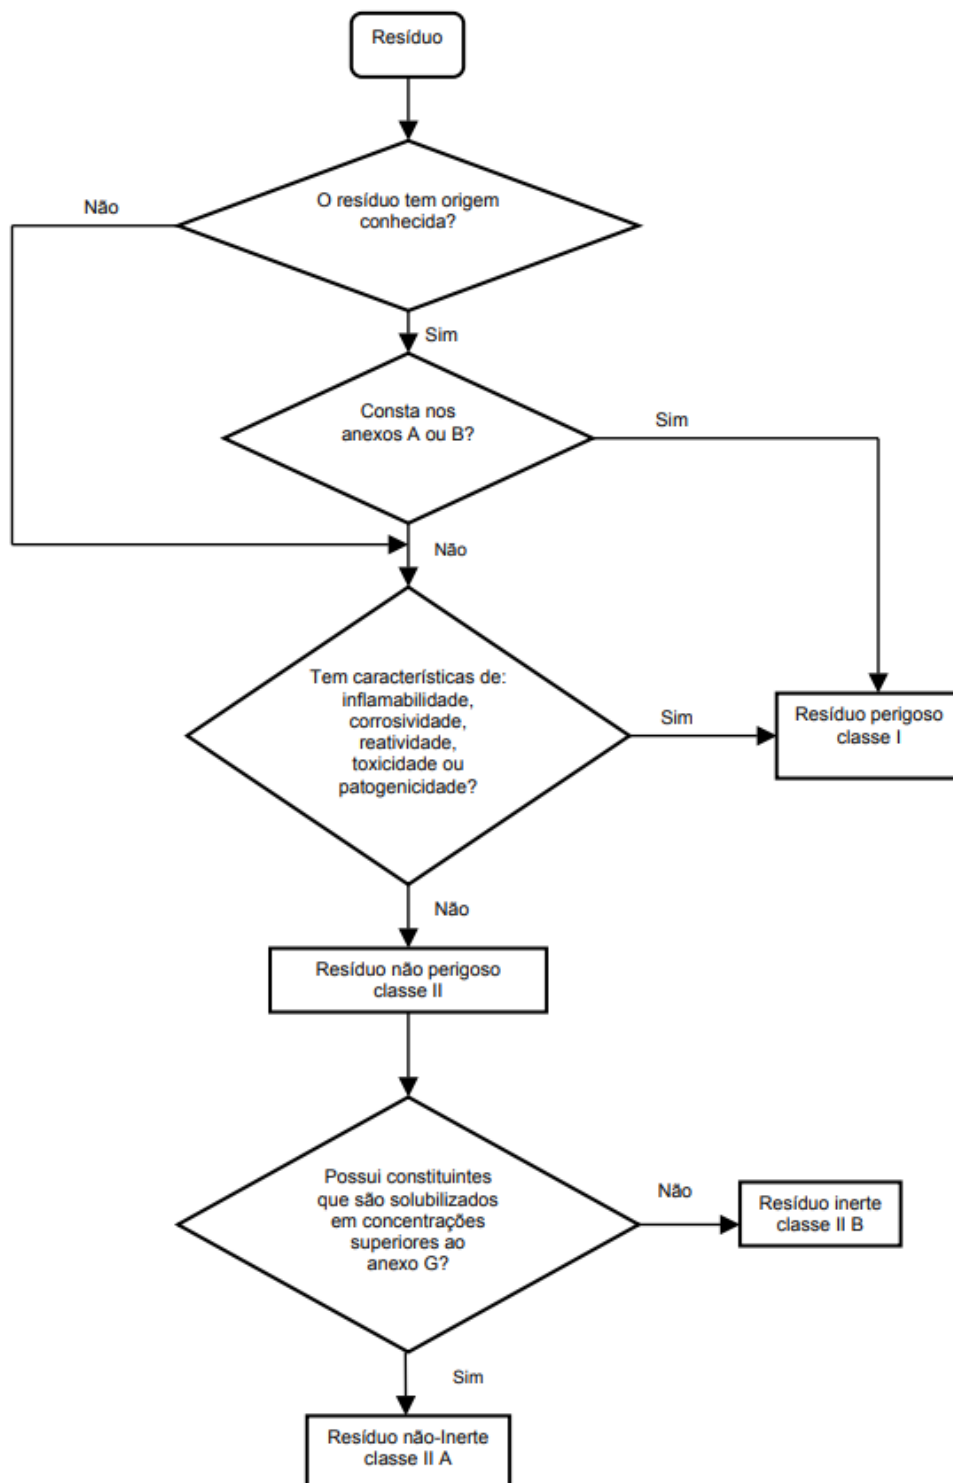 Resíduo
O resíduo tem origem
conhecida?
Não
Sim
Consta nos
anexos A ou B?
Sim
Não
Tem características de:
inflamabilidade,
corrosividade,
reatividade,
toxicidade ou
patogenicidade?
Sim
Resíduo perigoso
classe I
Não
Resíduo não perigoso
classe II
Possui constituintes
que são solubilizados
em concentrações
superiores ao
anexo G?
Não
Resíduo inerte
classe II B
Sim
Resíduo não-Inerte
classe II A